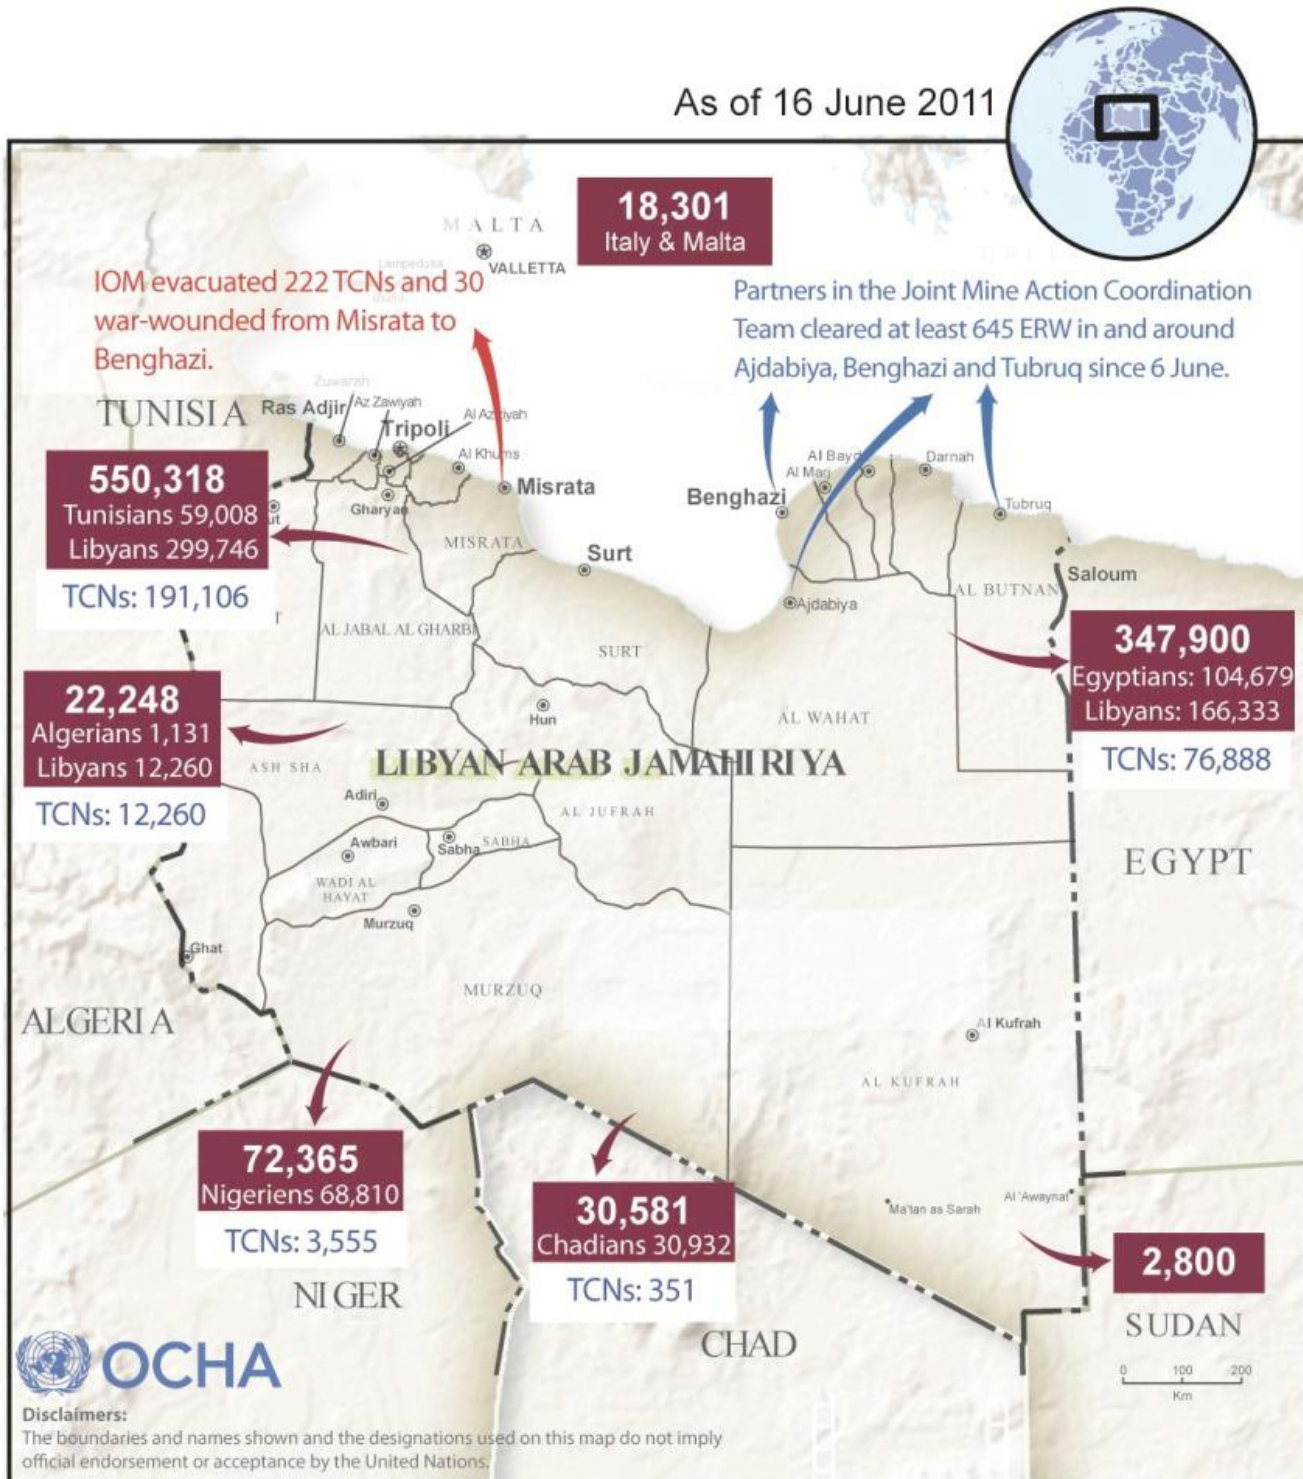 As of 16 June 2011
MALTA
18,301
Italy & Malta
Lampedusa
VALLETTA
IOM evacuated 222 TCNs and 30
war-wounded from Misrata to
Benghazi.
Partners in the Joint Mine Action Coordination
Team cleared at least 645 ERW in and around
Ajdabiya, Benghazi and Tubruq since 6 June.
Zuwarah
TUNISIA
Ras Adjir
Az Zawiyah
Tripoli
Al Khums
Misrata
Gharyan
MISRATA
Surt
Benghazi
Al Marj
Darnah
Tubruq
Saloum
Ajdabiya
AL BUTNAN
550,318
Tunisians 59,008
Libyans 299,746
TCNs: 191,106
AL JABAL AL GHARBI
SURT
347,900
Egyptians: 104,679
Libyans: 166,333
TCNs: 76,888
22,248
Algerians 1,131
Libyans 12,260
TCNs: 12,260
Hun
AL WAHAT
ASH SHA
LIBYAN ARAB JAMAHIRIYA
Adiri
AL JUFRAH
Awbari
Sabha
SABHA
WADI AL
HAYAT
Murzuq
EGYPT
Ghat
MURZUQ
ALGERIA
Al Kufrah
AL KUFRAH
72,365
Nigeriens 68,810
TCNs: 3,555
NIGER
30,581
Chadians 30,932
TCNs: 351
CHAD
Ma'tan as Sarah
Al 'Awaynat
2,800
SUDAN
0 100 200
Km
OCHA
Disclaimers:
The boundaries and names shown and the designations used on this map do not imply
official endorsement or acceptance by the United Nations.